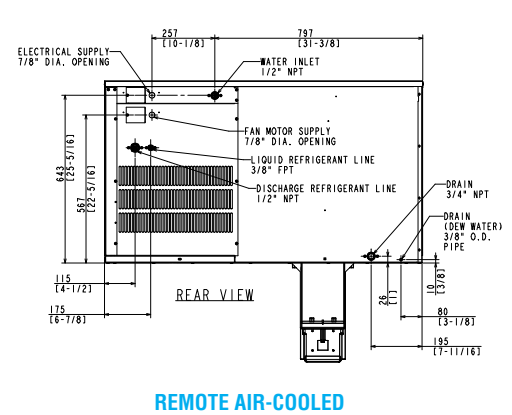 257
[10-1/8]
797
[31-3/8]
ELECTRICAL SUPPLY
7/8" DIA. OPENING
WATER INLET
1/2" NPT
FAN MOTOR SUPPLY
7/8" DIA. OPENING
LIQUID REFRIGERANT LINE
3/8" FPT
DISCHARGE REFRIGERANT LINE
1/2" NPT
643
[25-5/16]
567
[22-5/16]
DRAIN
3/4" NPT
DRAIN
(DEW WATER)
3/8" O.D.
PIPE
115
[4-1/2]
175
[6-7/8]
REAR VIEW
26
[1]
10
[3/8]
80
[3-1/8]
195
[7-11/16]
REMOTE AIR-COOLED